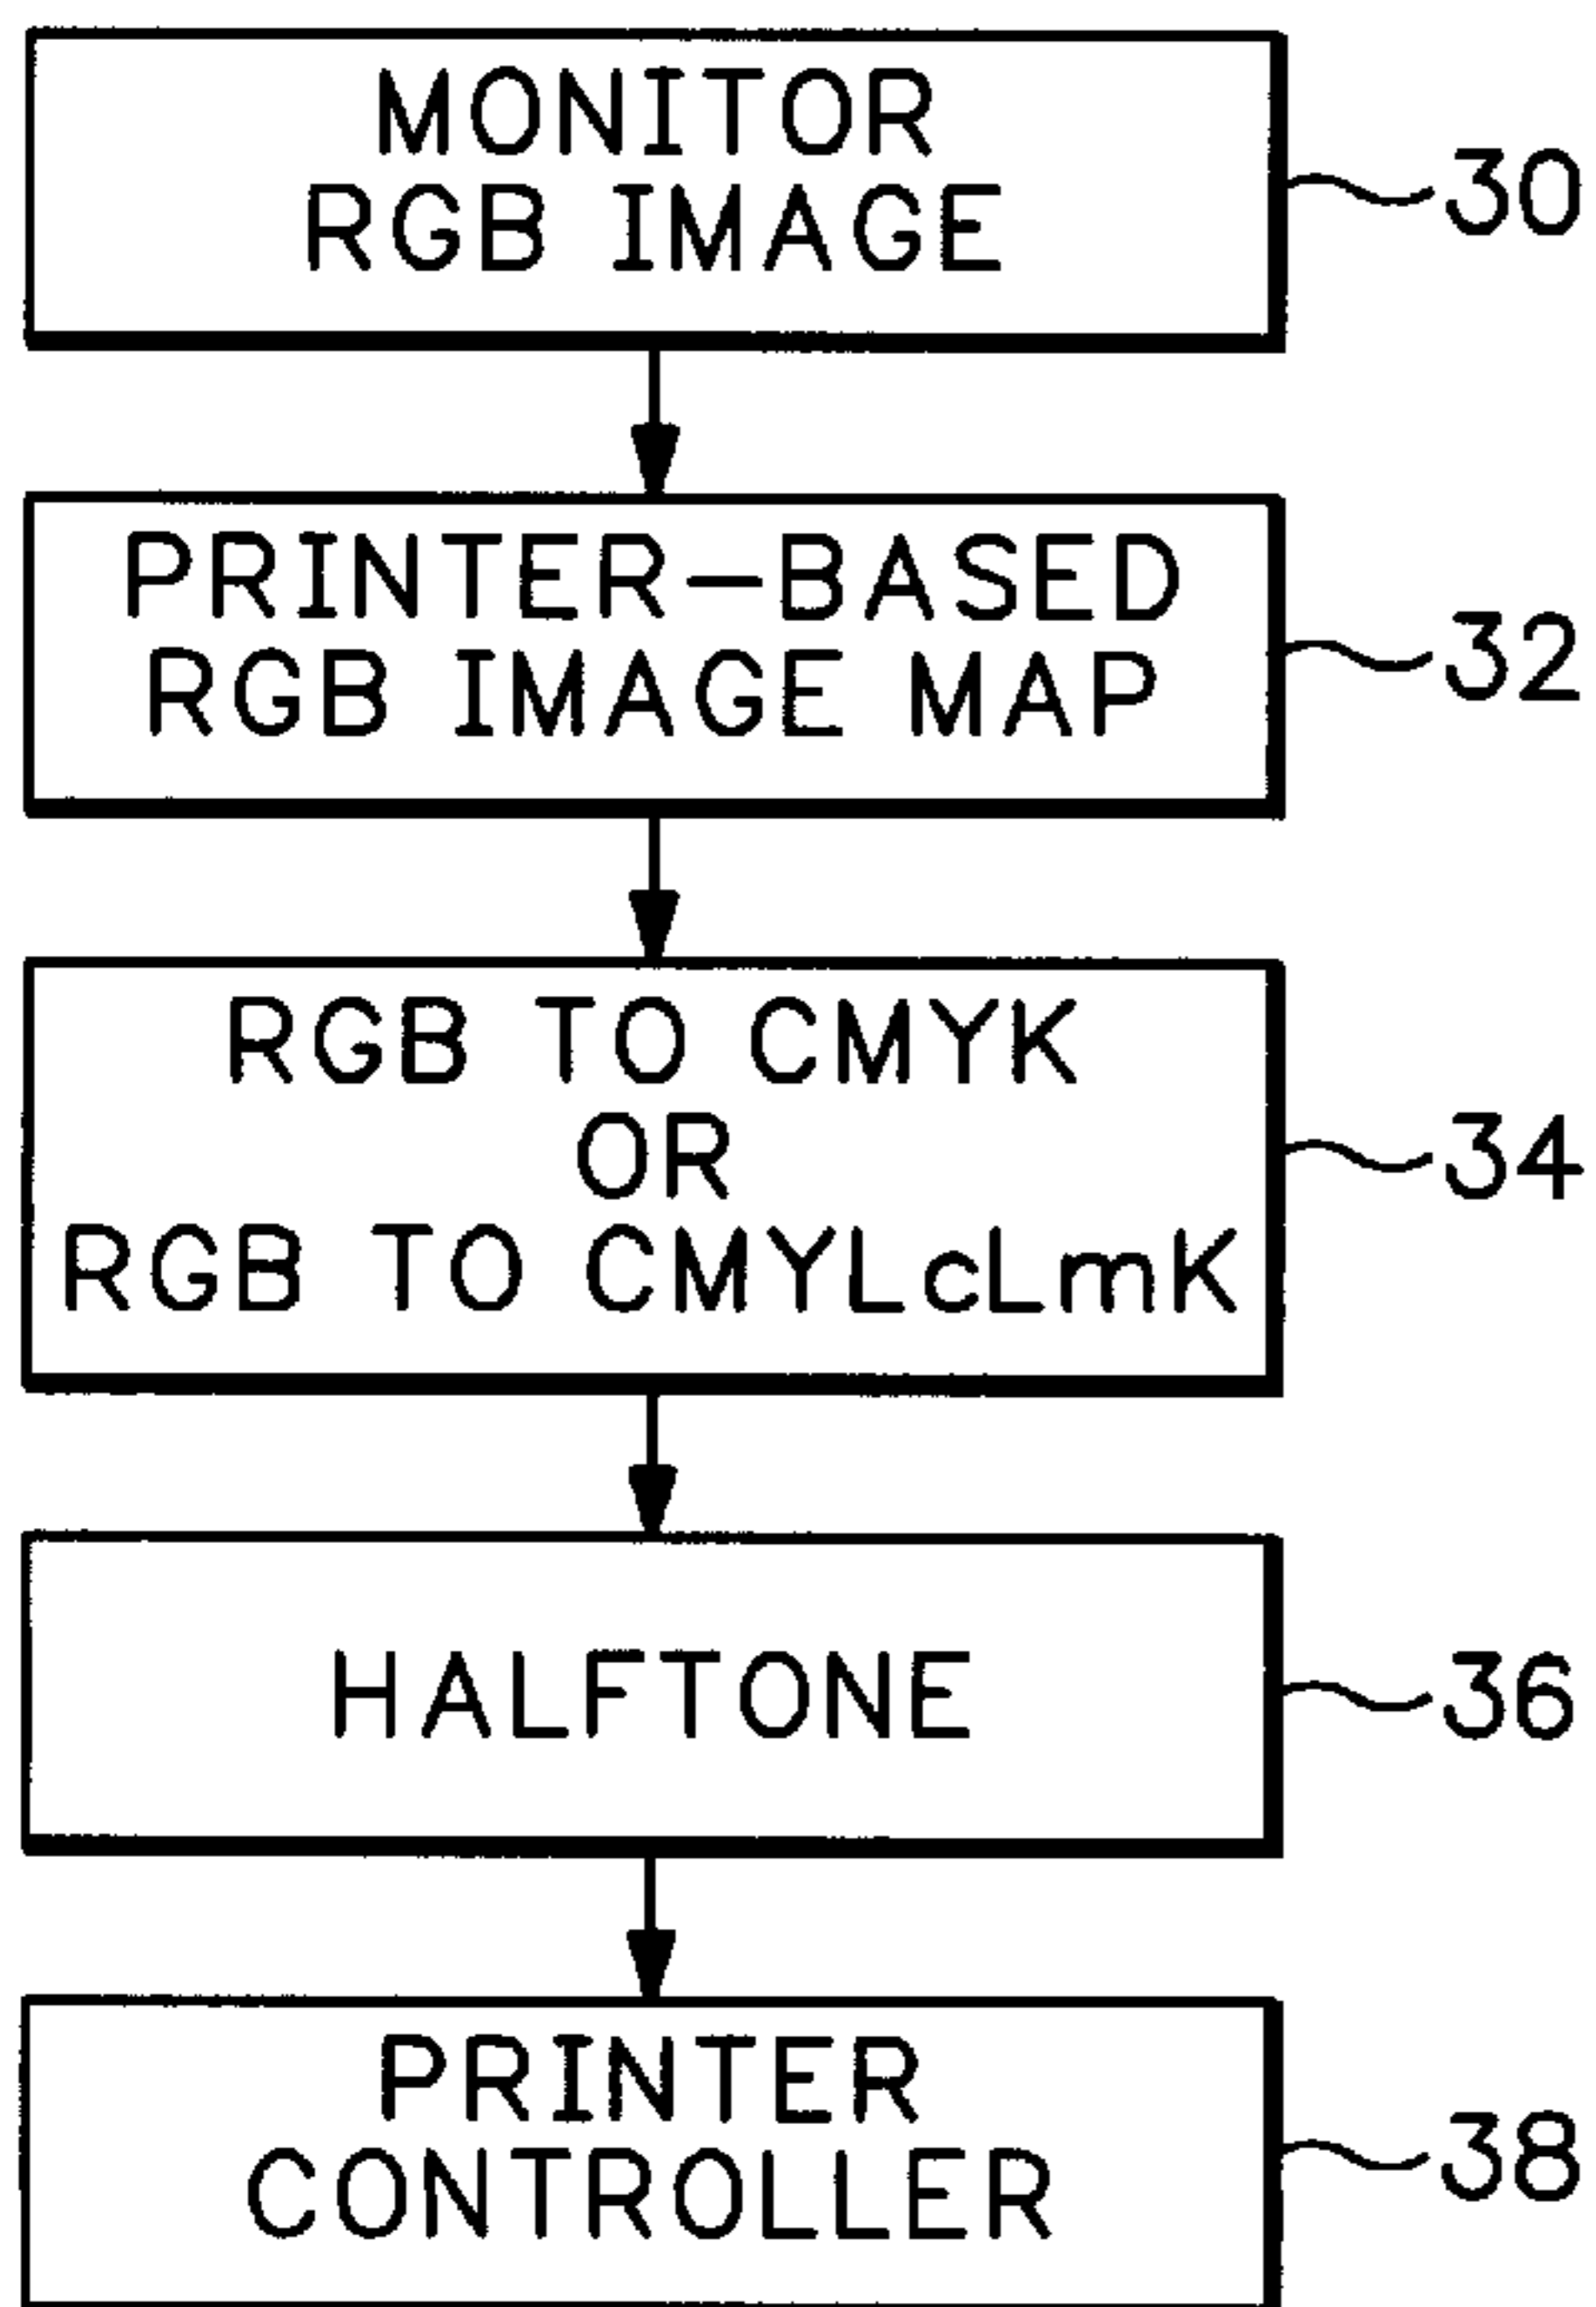 MONITOR
RGB IMAGE
30
PRINTER-BASED
RGB IMAGE MAP
32
RGB TO CMYK
OR
RGB TO CMYLcLmK
34
HALFTONE
36
PRINTER
CONTROLLER
38